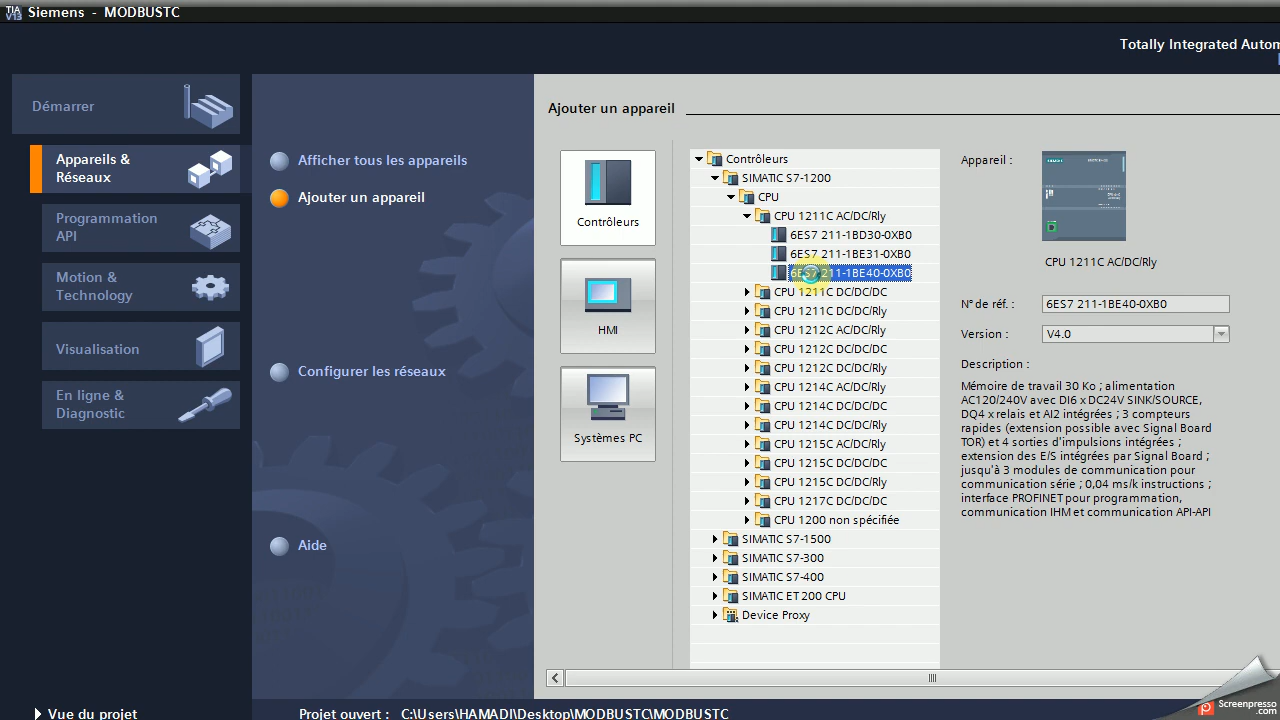 TIA V13 Siemens - MODBUSTC
Totally Integrated Autom
Démarrer
Appareils &
Réseaux
Programmation
API
Motion &
Technology
Visualisation
En ligne &
Diagnostic
Vue du projet
Afficher tous les appareils
Ajouter un appareil
Configurer les réseaux
Aide
Ajouter un appareil
Contrôleurs
HMI
Systèmes PC
Contrôleurs
SIMATIC S7-1200
CPU
CPU 1211C AC/DC/Rly
6ES7 211-1BD30-0XB0
6ES7 211-1BE31-0XB0
6ES7 211-1BE40-0XB0
CPU 1211C DC/DC/DC
CPU 1211C DC/DC/Rly
CPU 1212C AC/DC/Rly
CPU 1212C DC/DC/DC
CPU 1212C DC/DC/Rly
CPU 1214C AC/DC/Rly
CPU 1214C DC/DC/DC
CPU 1214C DC/DC/Rly
CPU 1215C AC/DC/Rly
CPU 1215C DC/DC/DC
CPU 1215C DC/DC/Rly
CPU 1217C DC/DC/DC
CPU 1200 non spécifiée
SIMATIC S7-1500
SIMATIC S7-300
SIMATIC S7-400
SIMATIC ET 200 CPU
Device Proxy
Appareil :
CPU 1211C AC/DC/Rly
N° de réf. : 6ES7 211-1BE40-0XB0
Version : V4.0
Description :
Mémoire de travail 30 Ko ; alimentation
AC120/240V avec DI6 x DC24V SINK/SOURCE,
DQ4 x relais et AI2 intégrées ; 3 compteurs
rapides (extension possible avec Signal Board
TOR) et 4 sorties d'impulsions intégrées ;
extension des E/S intégrées par Signal Board ;
jusqu'à 3 modules de communication pour
communication série ; 0,04 ms/k instructions ;
interface PROFINET pour programmation,
communication IHM et communication API-API
Projet ouvert : C:\Users\HAMADI\Desktop\MODBUSTC\MODBUSTC
Screenpresso
.com